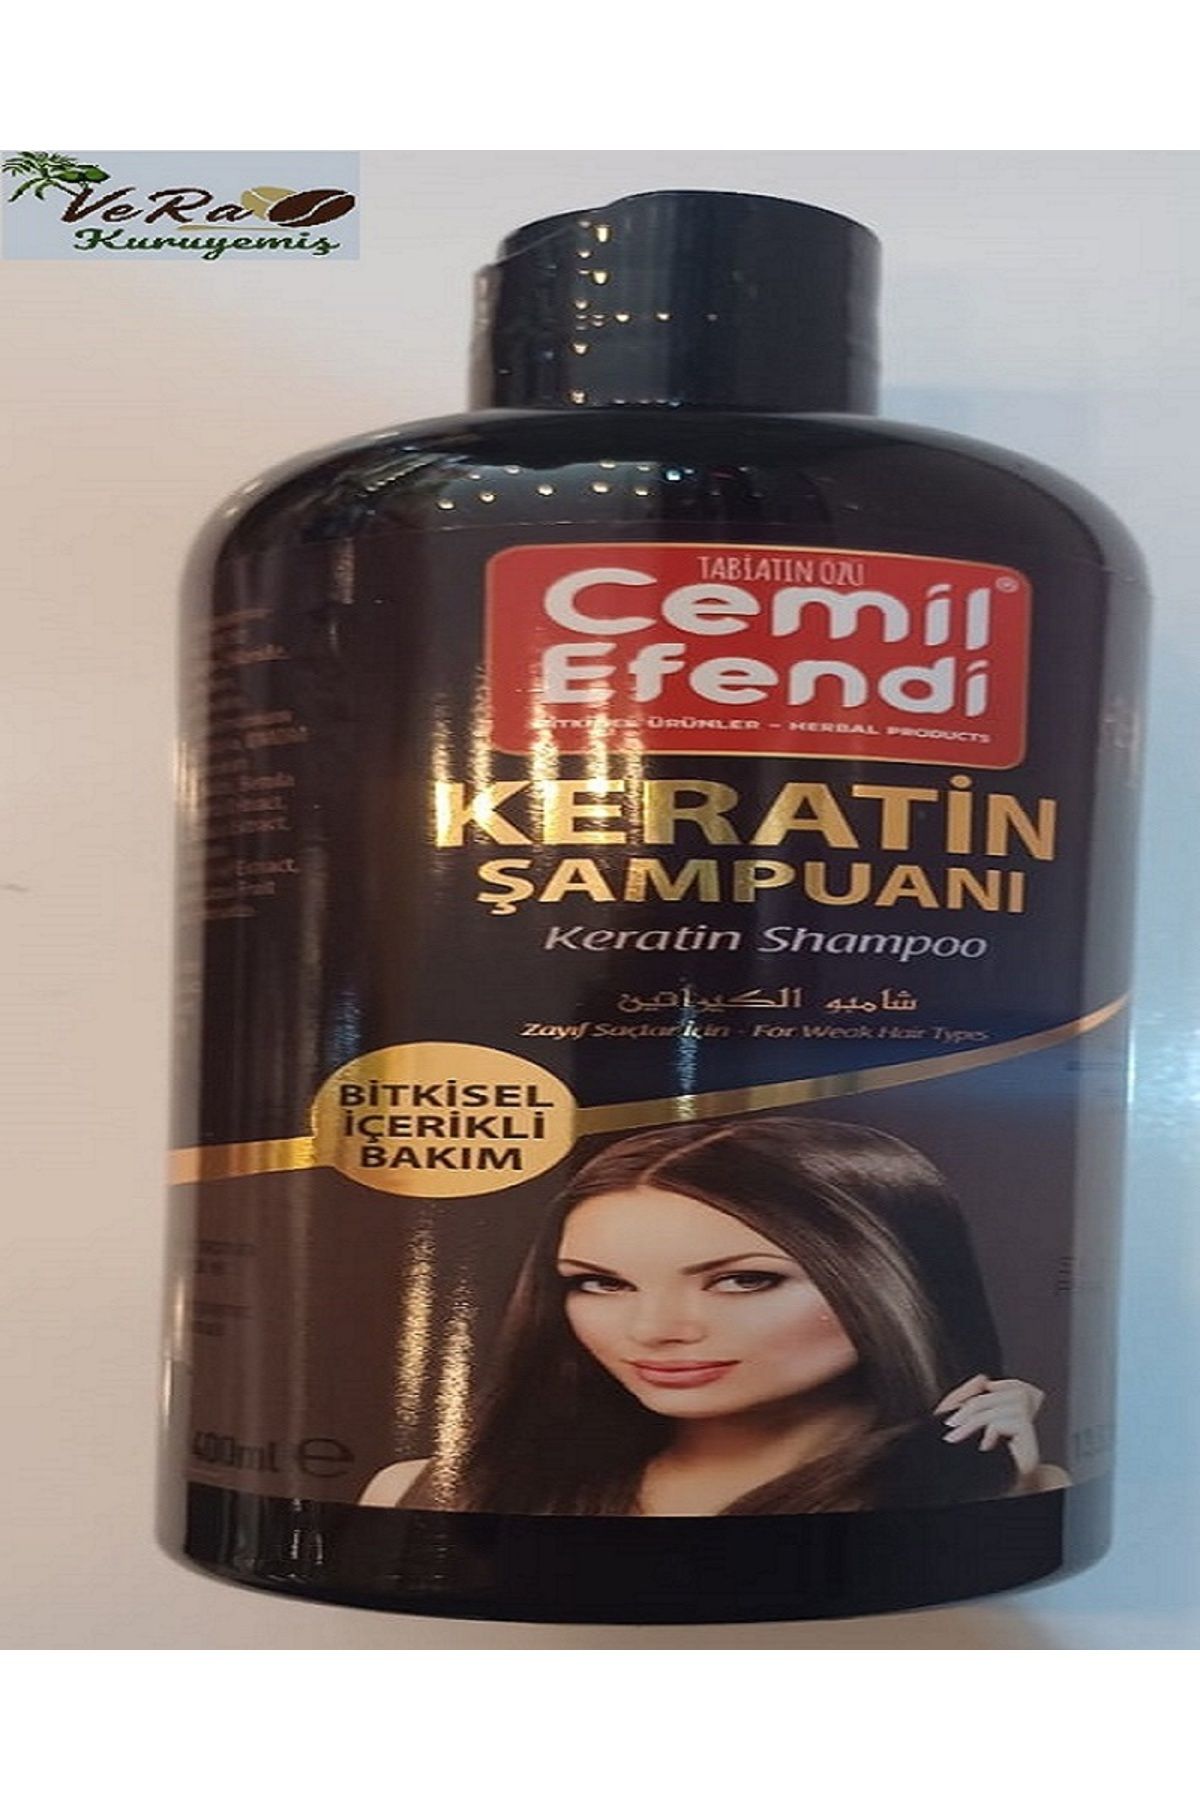 VeRa
Kuruyemiş
TABİATIN ÖZÜ
Cemil®
Efendi
BİTKİSEL ÜRÜNLER - HERBAL PRODUCTS
KERATİN
ŞAMPUANI
Keratin Shampoo
شامبو الكيراتين
Zayıf Saçlar İçin - For Weak Hair Types
BİTKİSEL
İÇERİKLİ
BAKIM
Extract,
400ml ℮